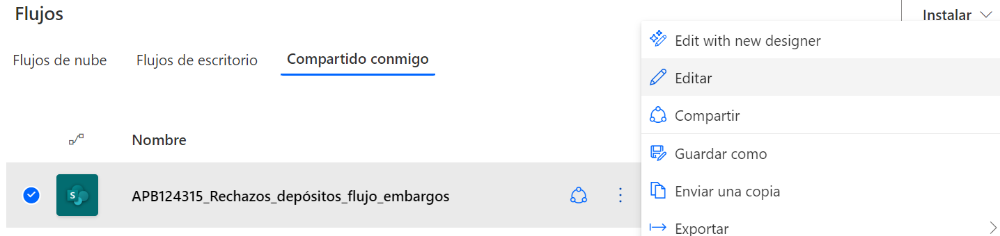 Flujos
Instalar
Flujos de nube
Flujos de escritorio
Compartido conmigo
Nombre
S
APB124315_Rechazos_depósitos_flujo_embargos
Edit with new designer
Editar
Compartir
Guardar como
Enviar una copia
Exportar